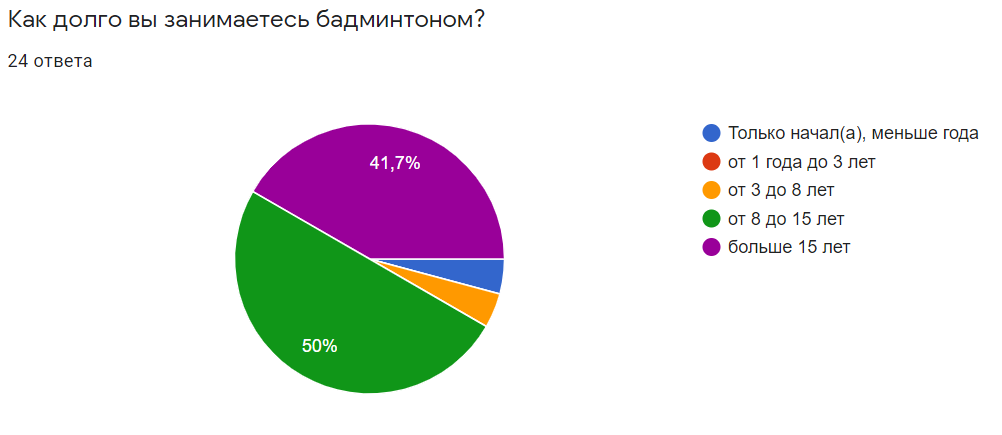 Как долго вы занимаетесь бадминтоном?
24 ответа
41,7%
50%
Только начал(а), меньше года
от 1 года до 3 лет
от 3 до 8 лет
от 8 до 15 лет
больше 15 лет